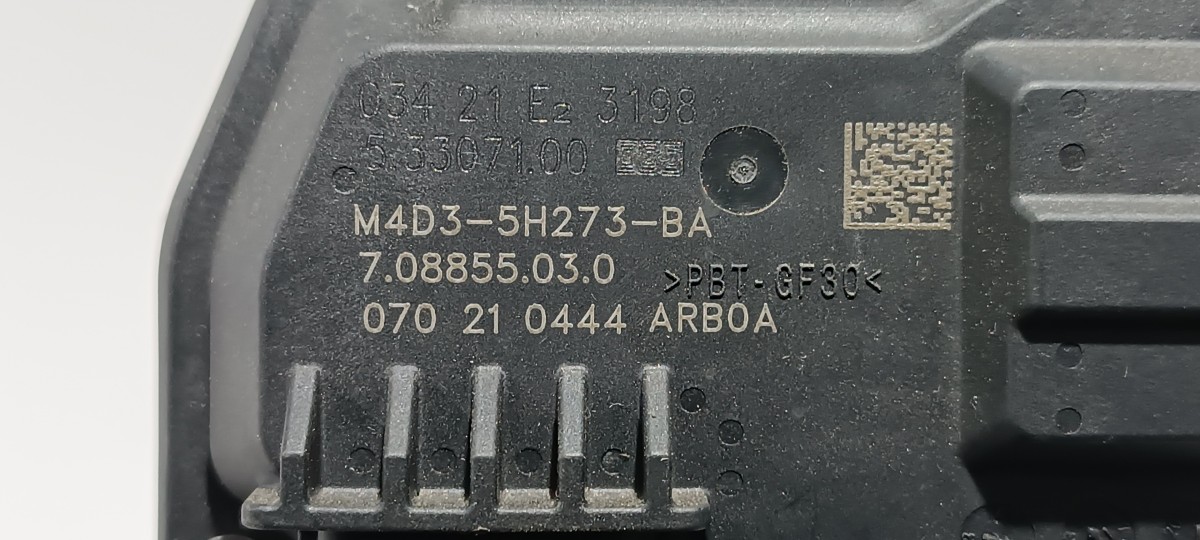 034 21 E2 3198
5.33071.00
M4D3-5H273-BA
7.08855.03.0
>PBT-GF30<
070 21 0444 ARB0A